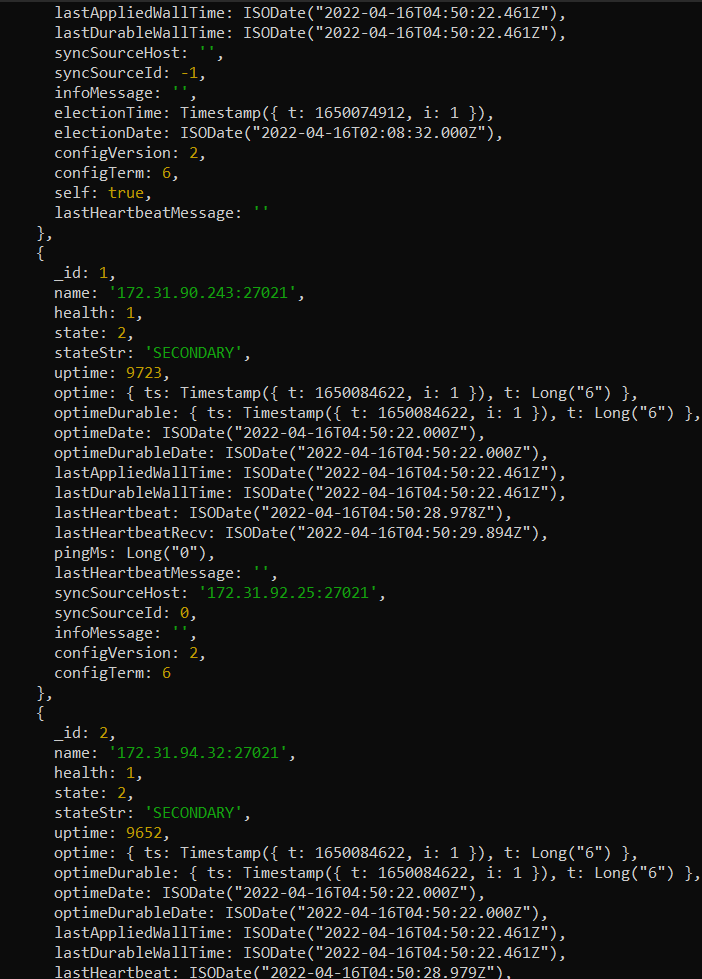 lastAppliedWallTime: ISODate("2022-04-16T04:50:22.461Z"),
lastDurableWallTime: ISODate("2022-04-16T04:50:22.461Z"),
syncSourceHost: '',
syncSourceId: -1,
infoMessage: '',
electionTime: Timestamp({ t: 1650074912, i: 1 }),
electionDate: ISODate("2022-04-16T02:08:32.000Z"),
configVersion: 2,
configTerm: 6,
self: true,
lastHeartbeatMessage: ''
},
{
_id: 1,
name: '172.31.90.243:27021',
health: 1,
state: 2,
stateStr: 'SECONDARY',
uptime: 9723,
optime: { ts: Timestamp({ t: 1650084622, i: 1 }), t: Long("6") },
optimeDurable: { ts: Timestamp({ t: 1650084622, i: 1 }), t: Long("6") },
optimeDate: ISODate("2022-04-16T04:50:22.000Z"),
optimeDurableDate: ISODate("2022-04-16T04:50:22.000Z"),
lastAppliedWallTime: ISODate("2022-04-16T04:50:22.461Z"),
lastDurableWallTime: ISODate("2022-04-16T04:50:22.461Z"),
lastHeartbeat: ISODate("2022-04-16T04:50:28.978Z"),
lastHeartbeatRecv: ISODate("2022-04-16T04:50:29.894Z"),
pingMs: Long("0"),
lastHeartbeatMessage: '',
syncSourceHost: '172.31.92.25:27021',
syncSourceId: 0,
infoMessage: '',
configVersion: 2,
configTerm: 6
},
{
_id: 2,
name: '172.31.94.32:27021',
health: 1,
state: 2,
stateStr: 'SECONDARY',
uptime: 9652,
optime: { ts: Timestamp({ t: 1650084622, i: 1 }), t: Long("6") },
optimeDurable: { ts: Timestamp({ t: 1650084622, i: 1 }), t: Long("6") },
optimeDate: ISODate("2022-04-16T04:50:22.000Z"),
optimeDurableDate: ISODate("2022-04-16T04:50:22.000Z"),
lastAppliedWallTime: ISODate("2022-04-16T04:50:22.461Z"),
lastDurableWallTime: ISODate("2022-04-16T04:50:22.461Z"),
lastHeartbeat: ISODate("2022-04-16T04:50:28.979Z"),